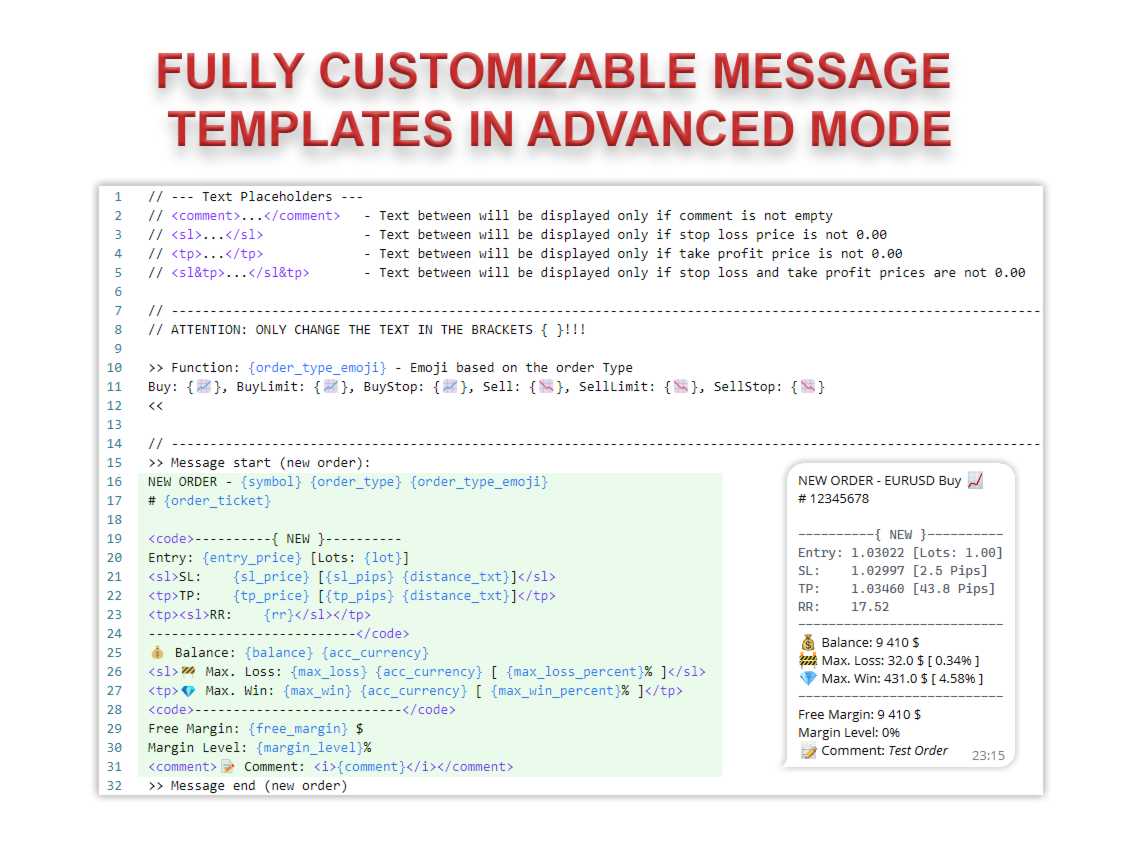 FULLY CUSTOMIZABLE MESSAGE
TEMPLATES IN ADVANCED MODE
1 // --- Text Placeholders ---
2 // <comment>...</comment> - Text between will be displayed only if comment is not empty
3 // <sl>...</sl> - Text between will be displayed only if stop loss price is not 0.00
4 // <tp>...</tp> - Text between will be displayed only if take profit price is not 0.00
5 // <sl&tp>...</sl&tp> - Text between will be displayed only if stop loss and take profit prices are not 0.00
6
7 // -----------------------------------------------------------------------------------------------------------------
8 // ATTENTION: ONLY CHANGE THE TEXT IN THE BRACKETS { }!!!
9
10 >> Function: {order_type_emoji} - Emoji based on the order Type
11 Buy: {📈}, BuyLimit: {📈}, BuyStop: {📈}, Sell: {📉}, SellLimit: {📉}, SellStop: {📉}
12 <<
13
14 // -----------------------------------------------------------------------------------------------------------------
15 >> Message start (new order):
16 NEW ORDER - {symbol} {order_type} {order_type_emoji}
17 # {order_ticket}
18
19 <code>----------{ NEW }----------
20 Entry: {entry_price} [Lots: {lot}]
21 <sl>SL: {sl_price} [{sl_pips} {distance_txt}]</sl>
22 <tp>TP: {tp_price} [{tp_pips} {distance_txt}]</tp>
23 <tp><sl>RR: {rr}</sl></tp>
24 ---------------------------</code>
25 💰 Balance: {balance} {acc_currency}
26 <sl>🚧 Max. Loss: {max_loss} {acc_currency} [ {max_loss_percent}% ]</sl>
27 <tp>💎 Max. Win: {max_win} {acc_currency} [ {max_win_percent}% ]</tp>
28 <code>---------------------------</code>
29 Free Margin: {free_margin} $
30 Margin Level: {margin_level}%
31 <comment>📝 Comment: <i>{comment}</i></comment>
32 >> Message end (new order)
NEW ORDER - EURUSD Buy 📈
# 12345678
----------{ NEW }----------
Entry: 1.03022 [Lots: 1.00]
SL: 1.02997 [2.5 Pips]
TP: 1.03460 [43.8 Pips]
RR: 17.52
---------------------------
💰 Balance: 9 410 $
🚧 Max. Loss: 32.0 $ [ 0.34% ]
💎 Max. Win: 431.0 $ [ 4.58% ]
---------------------------
Free Margin: 9 410 $
Margin Level: 0%
📝 Comment: Test Order
23:15